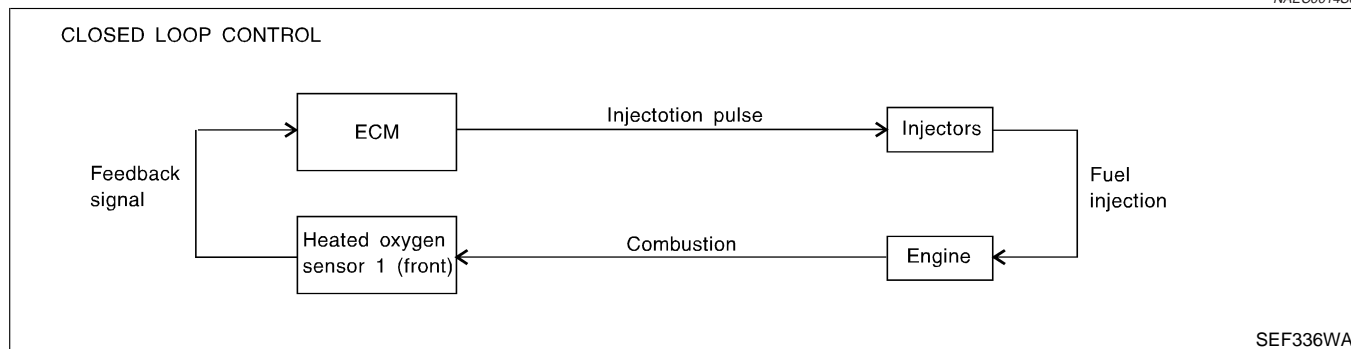 CLOSED LOOP CONTROL
ECM
Injectotion pulse
Injectors
Feedback
signal
Fuel
injection
Heated oxygen
sensor 1 (front)
Combustion
Engine
SEF336WA